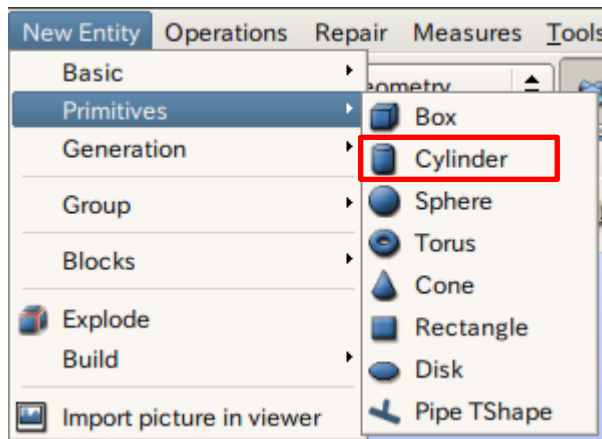 New Entity Operations Repair Measures Tools
Basic
Primitives
Generation
Group
Blocks
Explode
Build
Import picture in viewer
Box
Cylinder
Sphere
Torus
Cone
Rectangle
Disk
Pipe TShape